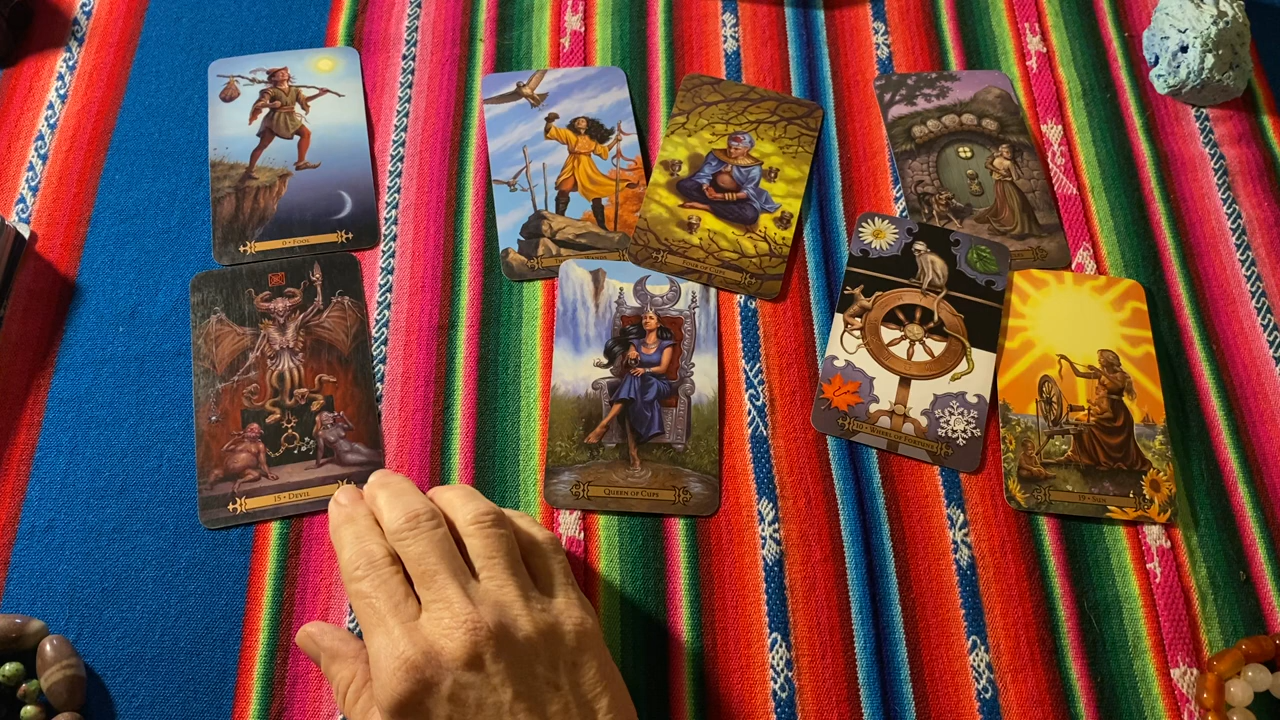 0 • FOOL
FOUR OF CUPS
10 • WHEEL OF FORTUNE
15 • DEVIL
QUEEN OF CUPS
19 • SUN